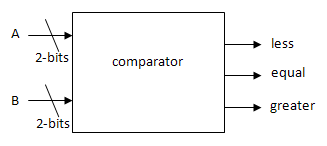 A
2-bits
comparator
less
equal
greater
B
2-bits